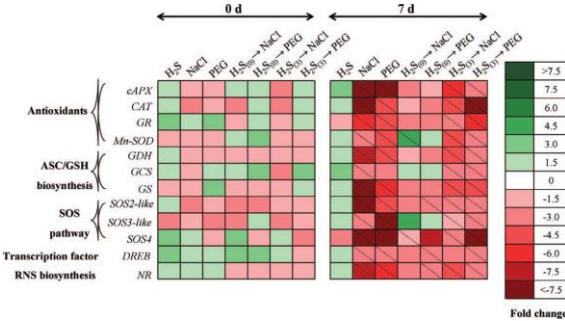 0 d
7 d
H₂S NaCl PEG H₂S(0)→ NaCl H₂S(0)→ PEG H₂S(3)→ NaCl H₂S(3)→ PEG
H₂S NaCl PEG H₂S(0)→ NaCl H₂S(0)→ PEG H₂S(3)→ NaCl H₂S(3)→ PEG
Antioxidants
cAPX
CAT
GR
Mn-SOD
ASC/GSH
biosynthesis
GDH
GCS
GS
SOS
pathway
SOS2-like
SOS3-like
SOS4
Transcription factor DREB
RNS biosynthesis NR
>7.5
7.5
6.0
4.5
3.0
1.5
0
-1.5
-3.0
-4.5
-6.0
-7.5
<-7.5
Fold change